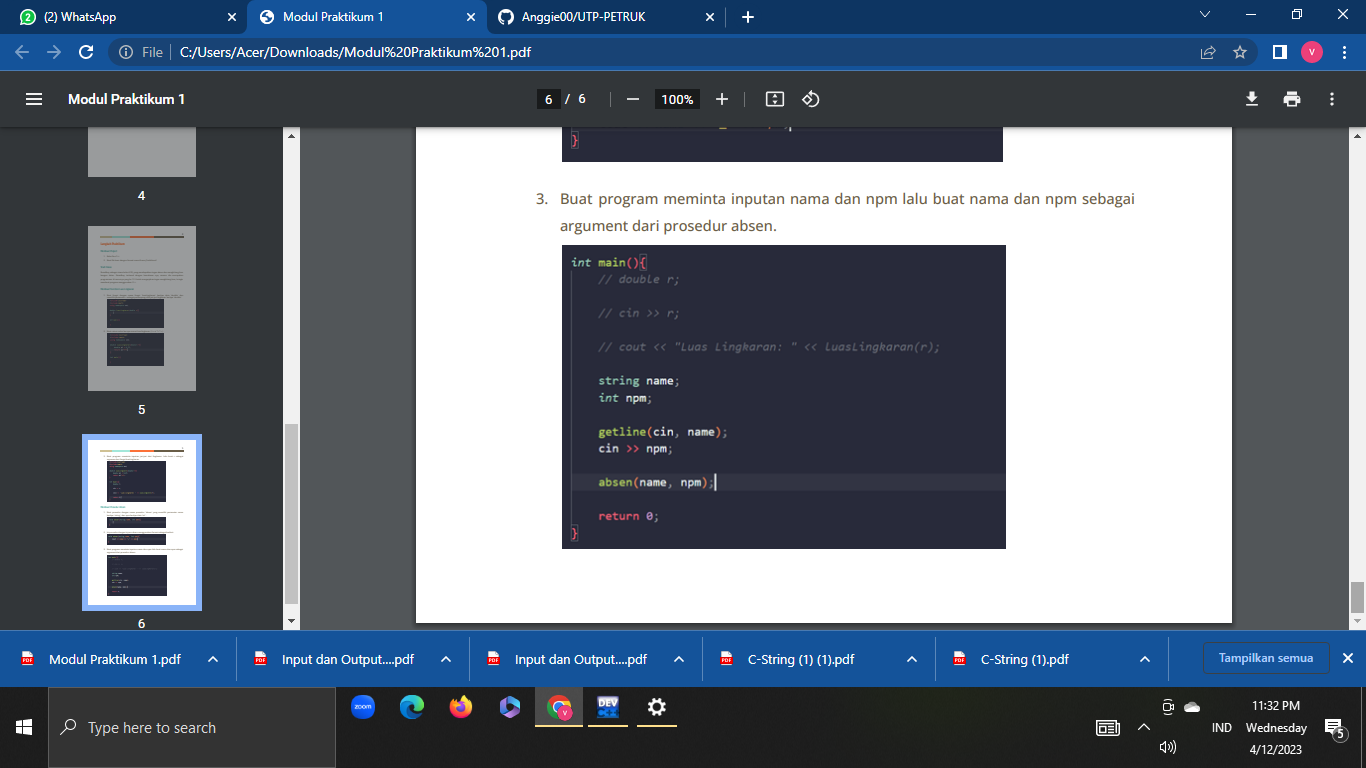 (2) WhatsApp
Modul Praktikum 1
Anggie00/UTP-PETRUK
File
C:/Users/Acer/Downloads/Modul%20Praktikum%201.pdf
V
Modul Praktikum 1
6 / 6
100%
4
5
6
}
3. Buat program meminta inputan nama dan npm lalu buat nama dan npm sebagai
argument dari prosedur absen.
int main(){
// double r;
// cin >> r;
// cout << "Luas Lingkaran: " << luasLingkaran(r);
string name;
int npm;
getline(cin, name);
cin >> npm;
absen(name, npm);
return 0;
}
Modul Praktikum 1.pdf
Input dan Output....pdf
Input dan Output....pdf
C-String (1) (1).pdf
C-String (1).pdf
Tampilkan semua
Type here to search
zoom
V
DEV
C++
IND
11:32 PM
Wednesday
4/12/2023
5